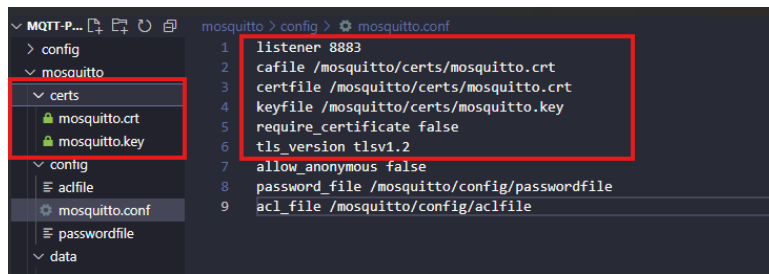 MQTT-P...
config
mosquitto
certs
mosquitto.crt
mosquitto.key
config
aclfile
mosquitto.conf
passwordfile
data
mosquitto > config > mosquitto.conf
1 listener 8883
2 cafile /mosquitto/certs/mosquitto.crt
3 certfile /mosquitto/certs/mosquitto.crt
4 keyfile /mosquitto/certs/mosquitto.key
5 require_certificate false
6 tls_version tlsv1.2
7 allow_anonymous false
8 password_file /mosquitto/config/passwordfile
9 acl_file /mosquitto/config/aclfile